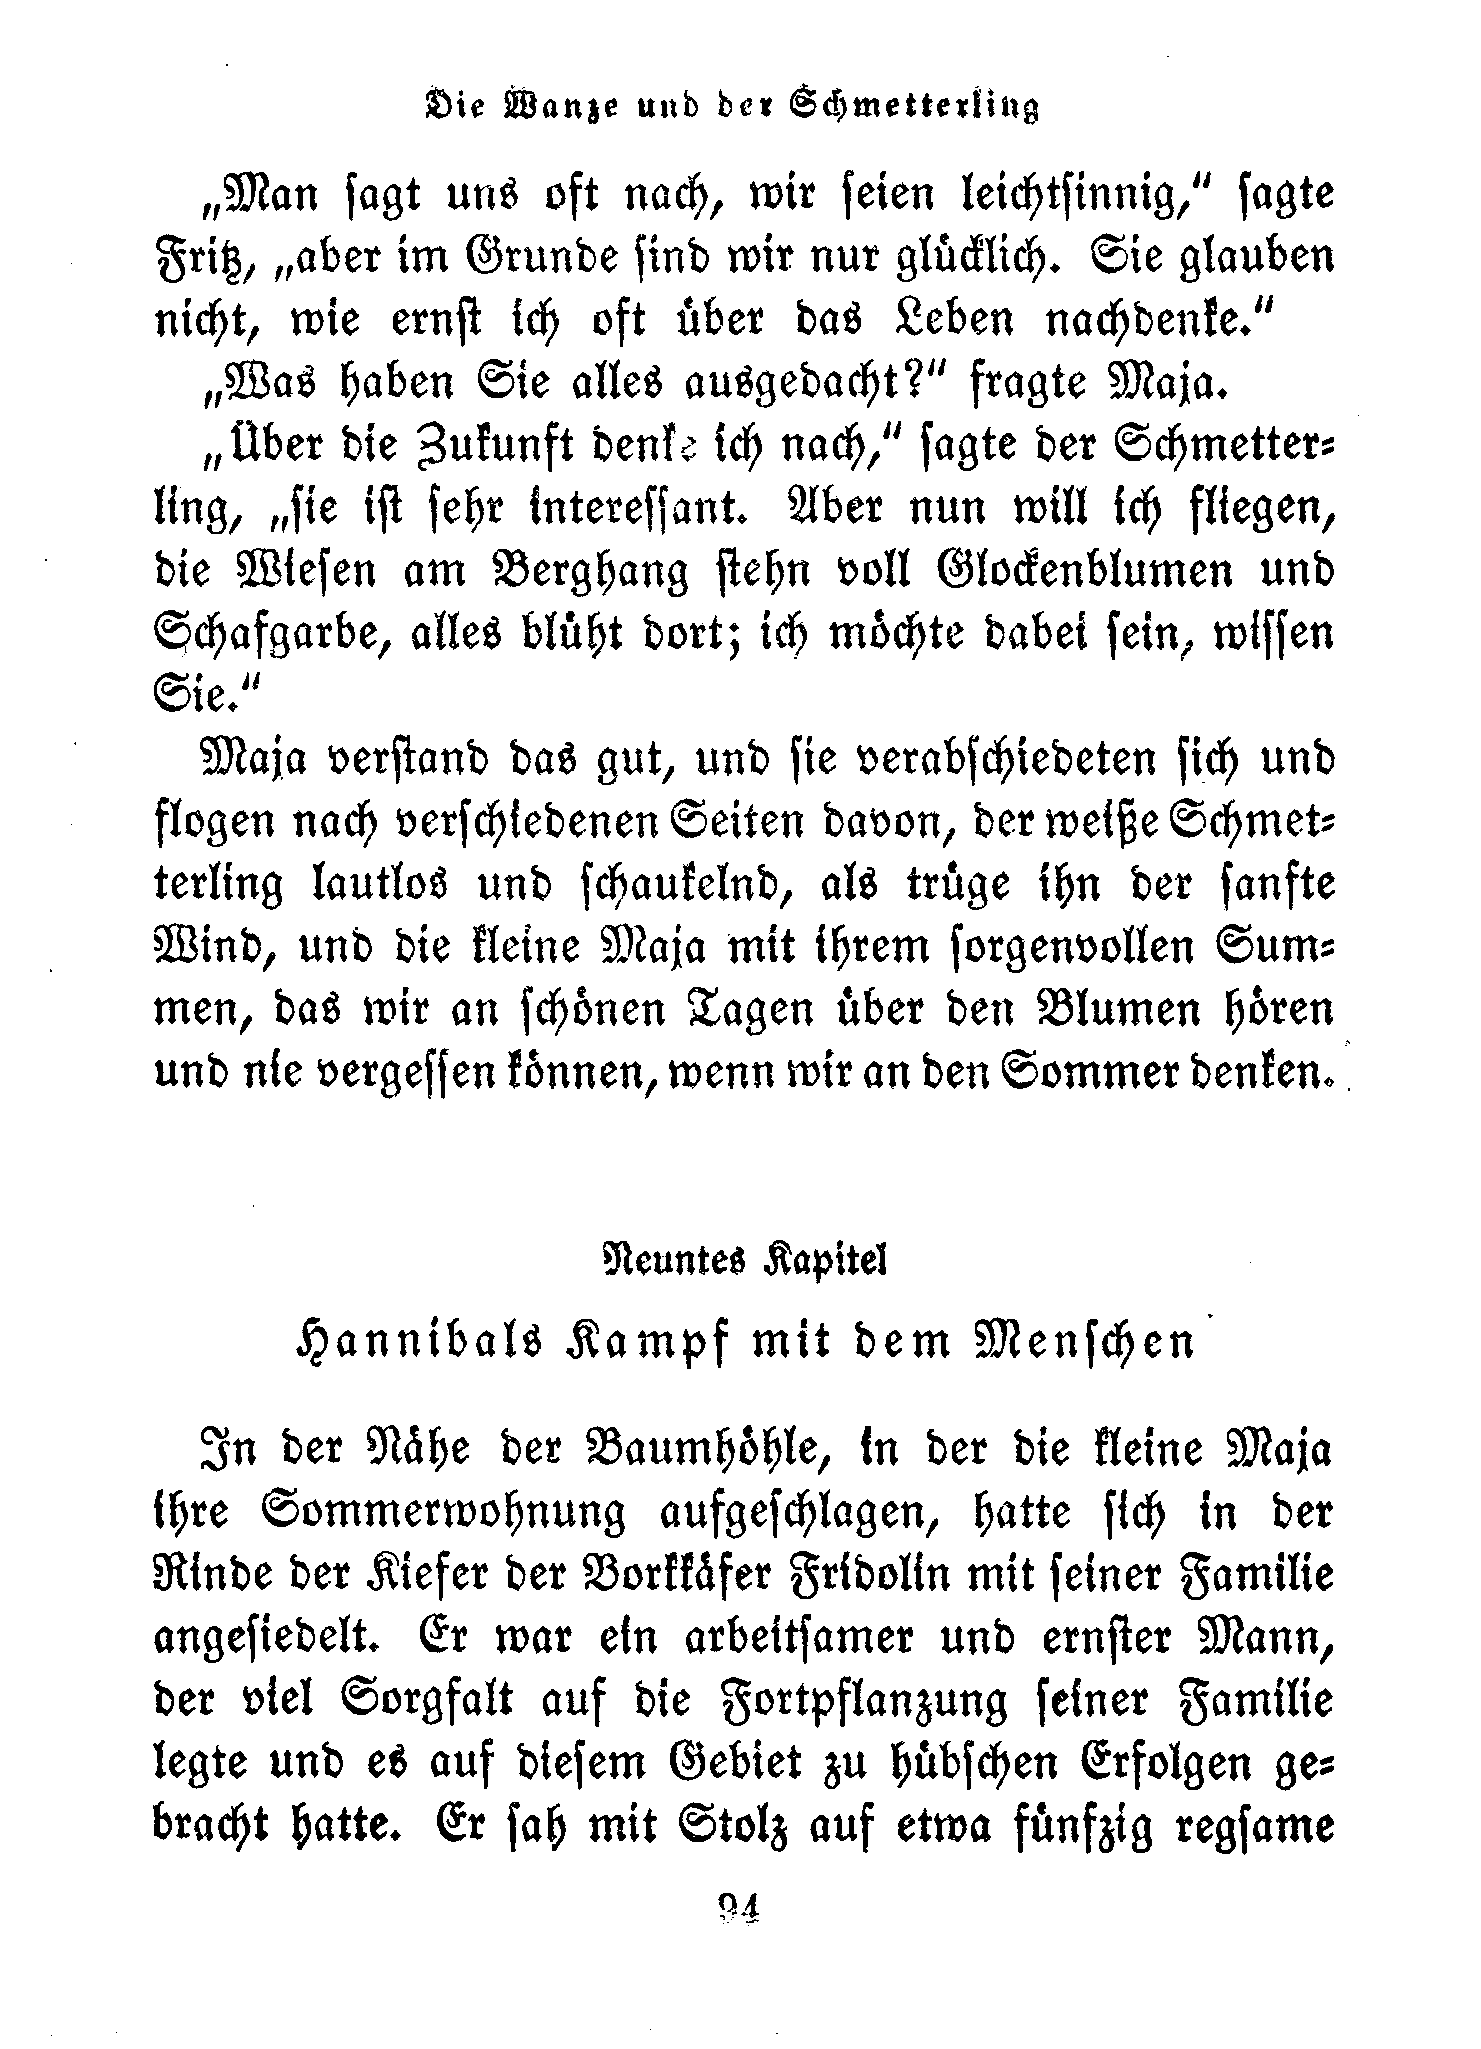 Die Wanze und der Schmetterling
„Man sagt uns oft nach, wir seien leichtsinnig,“ sagte
Fritz, „aber im Grunde sind wir nur glücklich. Sie glauben
nicht, wie ernst ich oft über das Leben nachdenke.“
„Was haben Sie alles ausgedacht?“ fragte Maja.
„Über die Zukunft denke ich nach,“ sagte der Schmetter-
ling, „sie ist sehr interessant. Aber nun will ich fliegen,
die Wiesen am Berghang stehn voll Glockenblumen und
Schafgarbe, alles blüht dort; ich möchte dabei sein, wissen
Sie.“
Maja verstand das gut, und sie verabschiedeten sich und
flogen nach verschiedenen Seiten davon, der weiße Schmet-
terling lautlos und schaukelnd, als trüge ihn der sanfte
Wind, und die kleine Maja mit ihrem sorgenvollen Sum-
men, das wir an schönen Tagen über den Blumen hören
und nie vergessen können, wenn wir an den Sommer denken.
Neuntes Kapitel
Hannibals Kampf mit dem Menschen
In der Nähe der Baumhöhle, in der die kleine Maja
ihre Sommerwohnung aufgeschlagen, hatte sich in der
Rinde der Kiefer der Borkkäfer Fridolin mit seiner Familie
angesiedelt. Er war ein arbeitsamer und ernster Mann,
der viel Sorgfalt auf die Fortpflanzung seiner Familie
legte und es auf diesem Gebiet zu hübschen Erfolgen ge-
bracht hatte. Er sah mit Stolz auf etwa fünfzig regsame
94